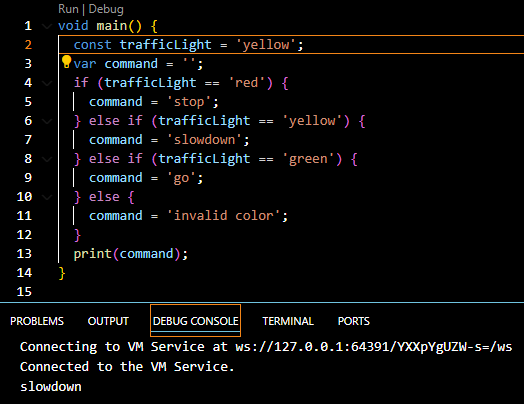 Run | Debug
1 void main() {
2 const trafficLight = 'yellow';
3 var command = '';
4 if (trafficLight == 'red') {
5 command = 'stop';
6 } else if (trafficLight == 'yellow') {
7 command = 'slowdown';
8 } else if (trafficLight == 'green') {
9 command = 'go';
10 } else {
11 command = 'invalid color';
12 }
13 print(command);
14 }
15
PROBLEMS OUTPUT DEBUG CONSOLE TERMINAL PORTS
Connecting to VM Service at ws://127.0.0.1:64391/YXXpYgUZW-s=/ws
Connected to the VM Service.
slowdown